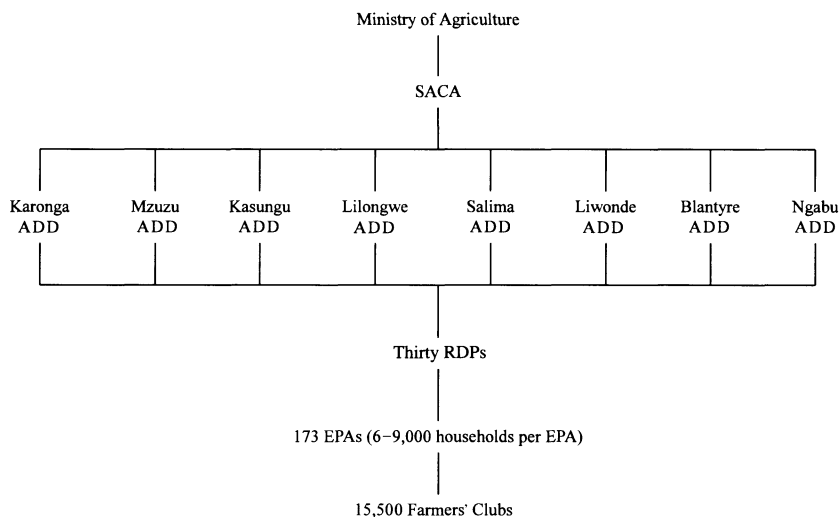 Ministry of Agriculture
SACA
Karonga Mzuzu Kasungu Lilongwe Salima Liwonde Blantyre Ngabu
ADD ADD ADD ADD ADD ADD ADD ADD
Thirty RDPs
173 EPAs (6–9,000 households per EPA)
15,500 Farmers' Clubs